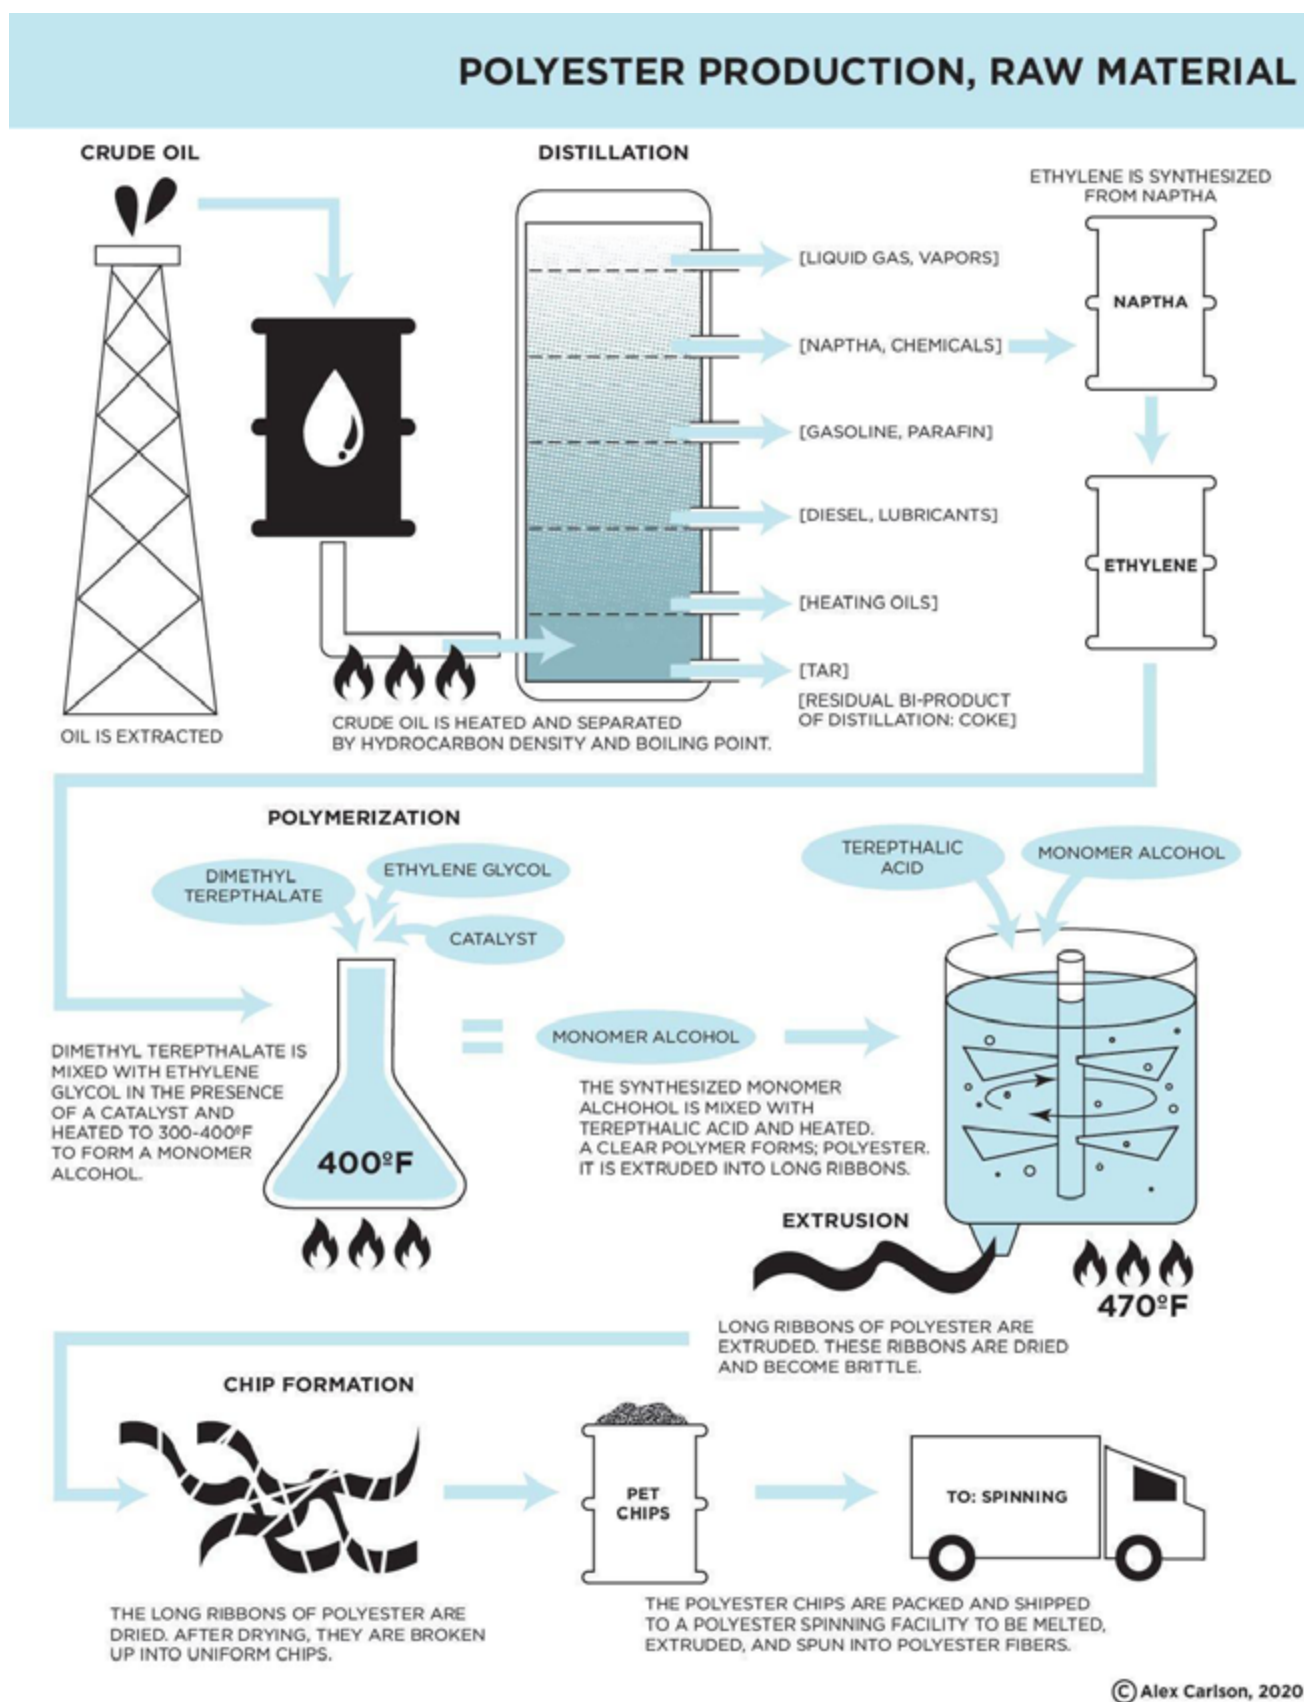 POLYESTER PRODUCTION, RAW MATERIAL
CRUDE OIL
DISTILLATION
ETHYLENE IS SYNTHESIZED
FROM NAPTHA
[LIQUID GAS, VAPORS]
NAPTHA
[NAPTHA, CHEMICALS]
[GASOLINE, PARAFIN]
[DIESEL, LUBRICANTS]
ETHYLENE
[HEATING OILS]
[TAR]
[RESIDUAL BI-PRODUCT
OF DISTILLATION: COKE]
OIL IS EXTRACTED
CRUDE OIL IS HEATED AND SEPARATED
BY HYDROCARBON DENSITY AND BOILING POINT.
POLYMERIZATION
DIMETHYL
TEREPTHALATE
ETHYLENE GLYCOL
CATALYST
TEREPTHALIC
ACID
MONOMER ALCOHOL
DIMETHYL TEREPTHALATE IS
MIXED WITH ETHYLENE
GLYCOL IN THE PRESENCE
OF A CATALYST AND
HEATED TO 300-400ºF
TO FORM A MONOMER
ALCOHOL.
400ºF
MONOMER ALCOHOL
THE SYNTHESIZED MONOMER
ALCHOHOL IS MIXED WITH
TEREPTHALIC ACID AND HEATED.
A CLEAR POLYMER FORMS; POLYESTER.
IT IS EXTRUDED INTO LONG RIBBONS.
EXTRUSION
470ºF
LONG RIBBONS OF POLYESTER ARE
EXTRUDED. THESE RIBBONS ARE DRIED
AND BECOME BRITTLE.
CHIP FORMATION
PET
CHIPS
TO: SPINNING
THE LONG RIBBONS OF POLYESTER ARE
DRIED. AFTER DRYING, THEY ARE BROKEN
UP INTO UNIFORM CHIPS.
THE POLYESTER CHIPS ARE PACKED AND SHIPPED
TO A POLYESTER SPINNING FACILITY TO BE MELTED,
EXTRUDED, AND SPUN INTO POLYESTER FIBERS.
© Alex Carlson, 2020